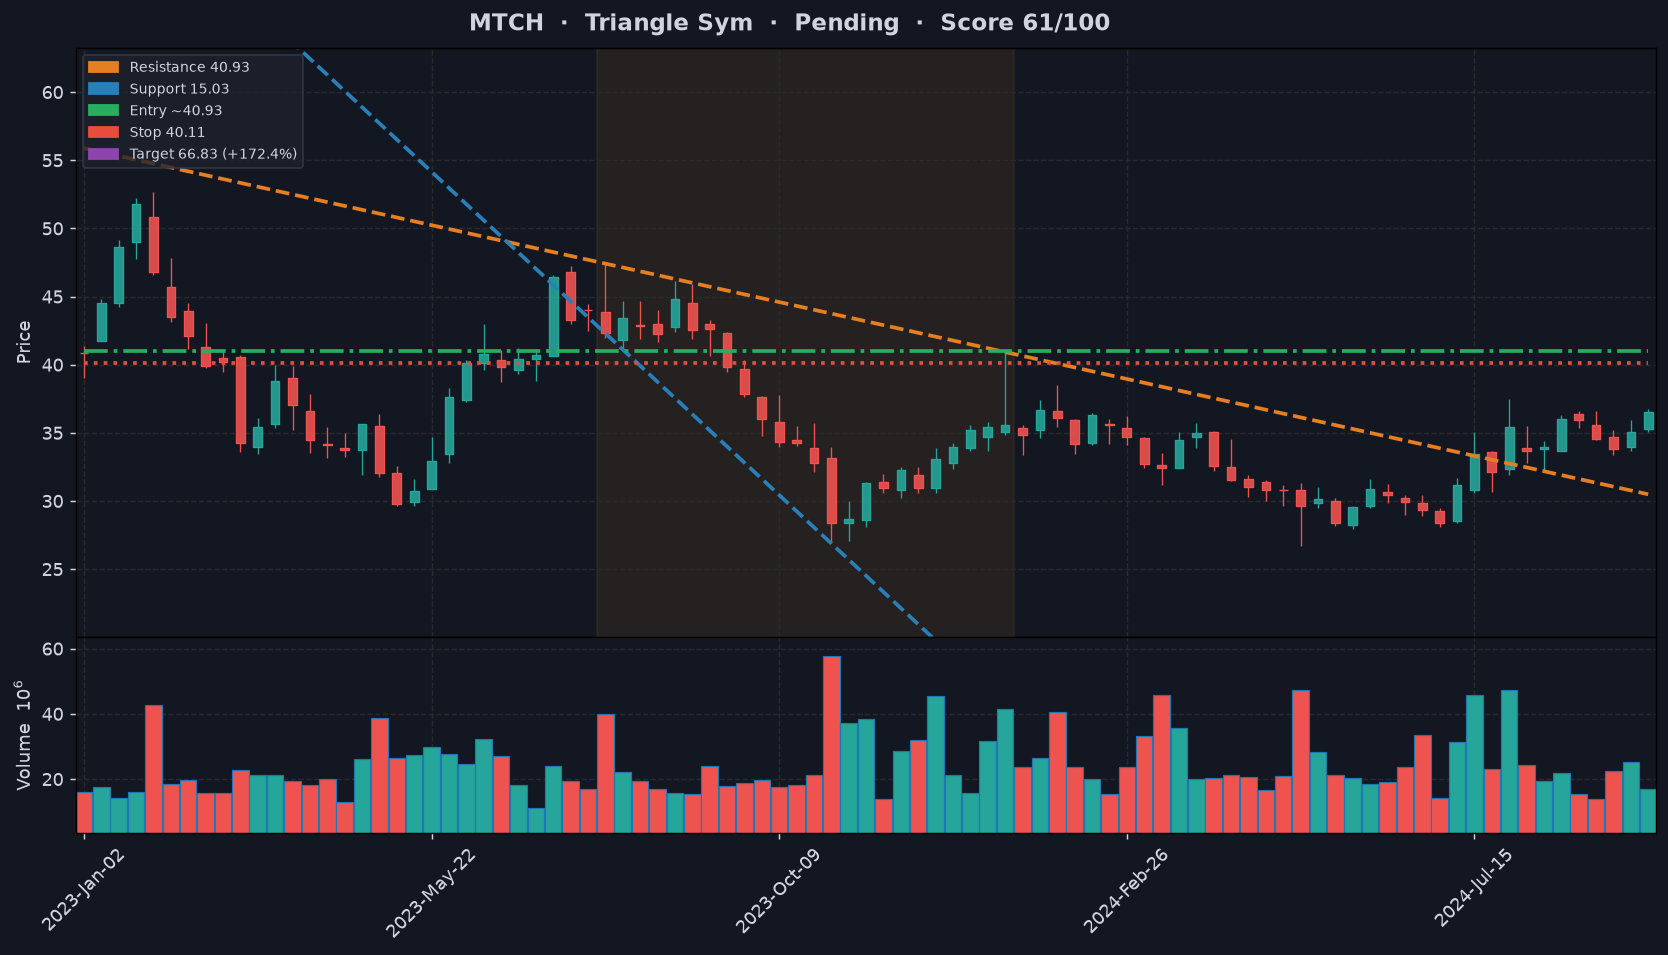 MTCH · Triangle Sym · Pending · Score 61/100
Resistance 40.93
Support 15.03
Entry ~40.93
Stop 40.11
Target 66.83 (+172.4%)
Price
60
55
50
45
40
35
30
25
Volume 10⁶
60
40
20
2023-Jan-02
2023-May-22
2023-Oct-09
2024-Feb-26
2024-Jul-15